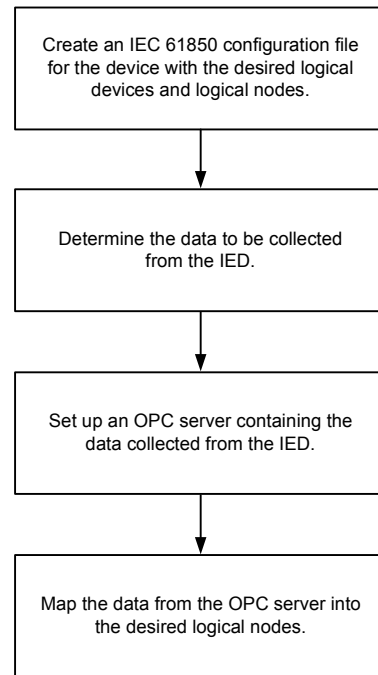 Create an IEC 61850 configuration file
for the device with the desired logical
devices and logical nodes.
Determine the data to be collected
from the IED.
Set up an OPC server containing the
data collected from the IED.
Map the data from the OPC server into
the desired logical nodes.